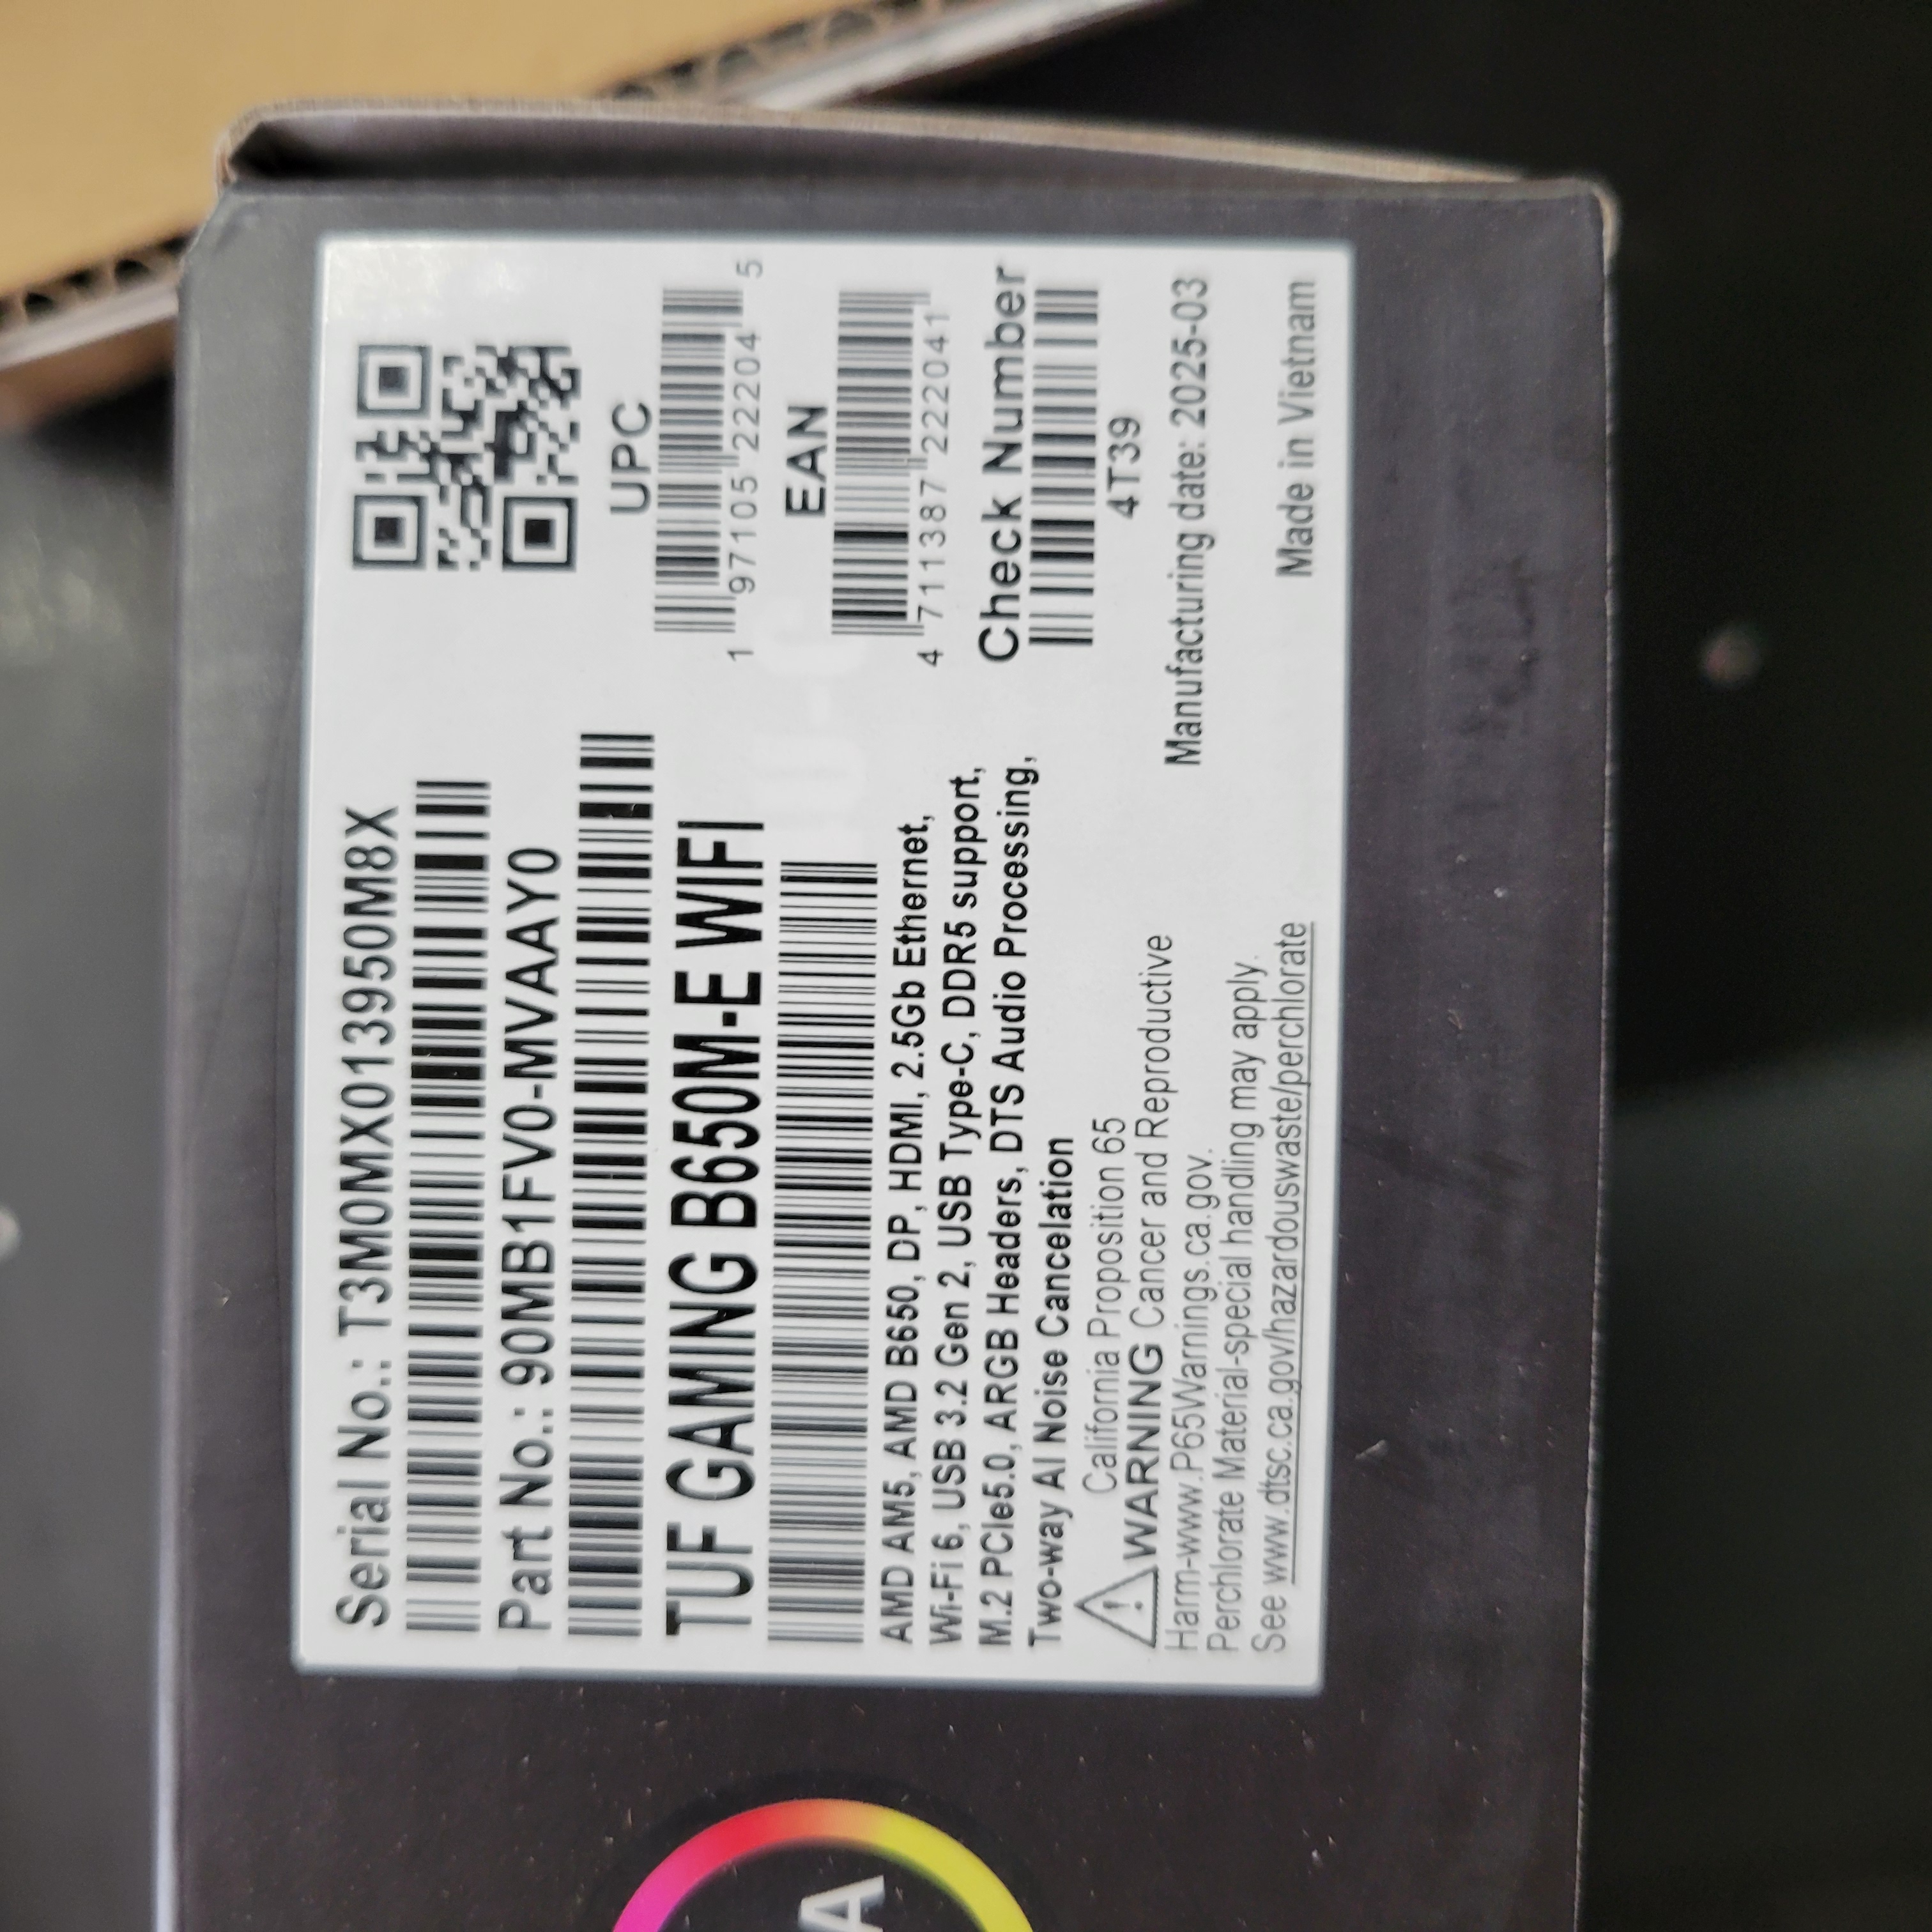 Serial No.: T3M0MX013950M8X
Part No.: 90MB1FV0-MVAAY0
TUF GAMING B650M-E WIFI
AMD AM5, AMD B650, DP, HDMI, 2.5Gb Ethernet,
Wi-Fi 6, USB 3.2 Gen 2, USB Type-C, DDR5 support,
M.2 PCIe5.0, ARGB Headers, DTS Audio Processing,
Two-way AI Noise Cancelation
California Proposition 65
WARNING Cancer and Reproductive
Harm-www.P65Warnings.ca.gov.
Perchlorate Material-special handling may apply.
See www.dtsc.ca.gov/hazardouswaste/perchlorate
UPC
1 97105 22204 5
EAN
4 711387 222041
Check Number
4T39
Manufacturing date: 2025-03
Made in Vietnam
A